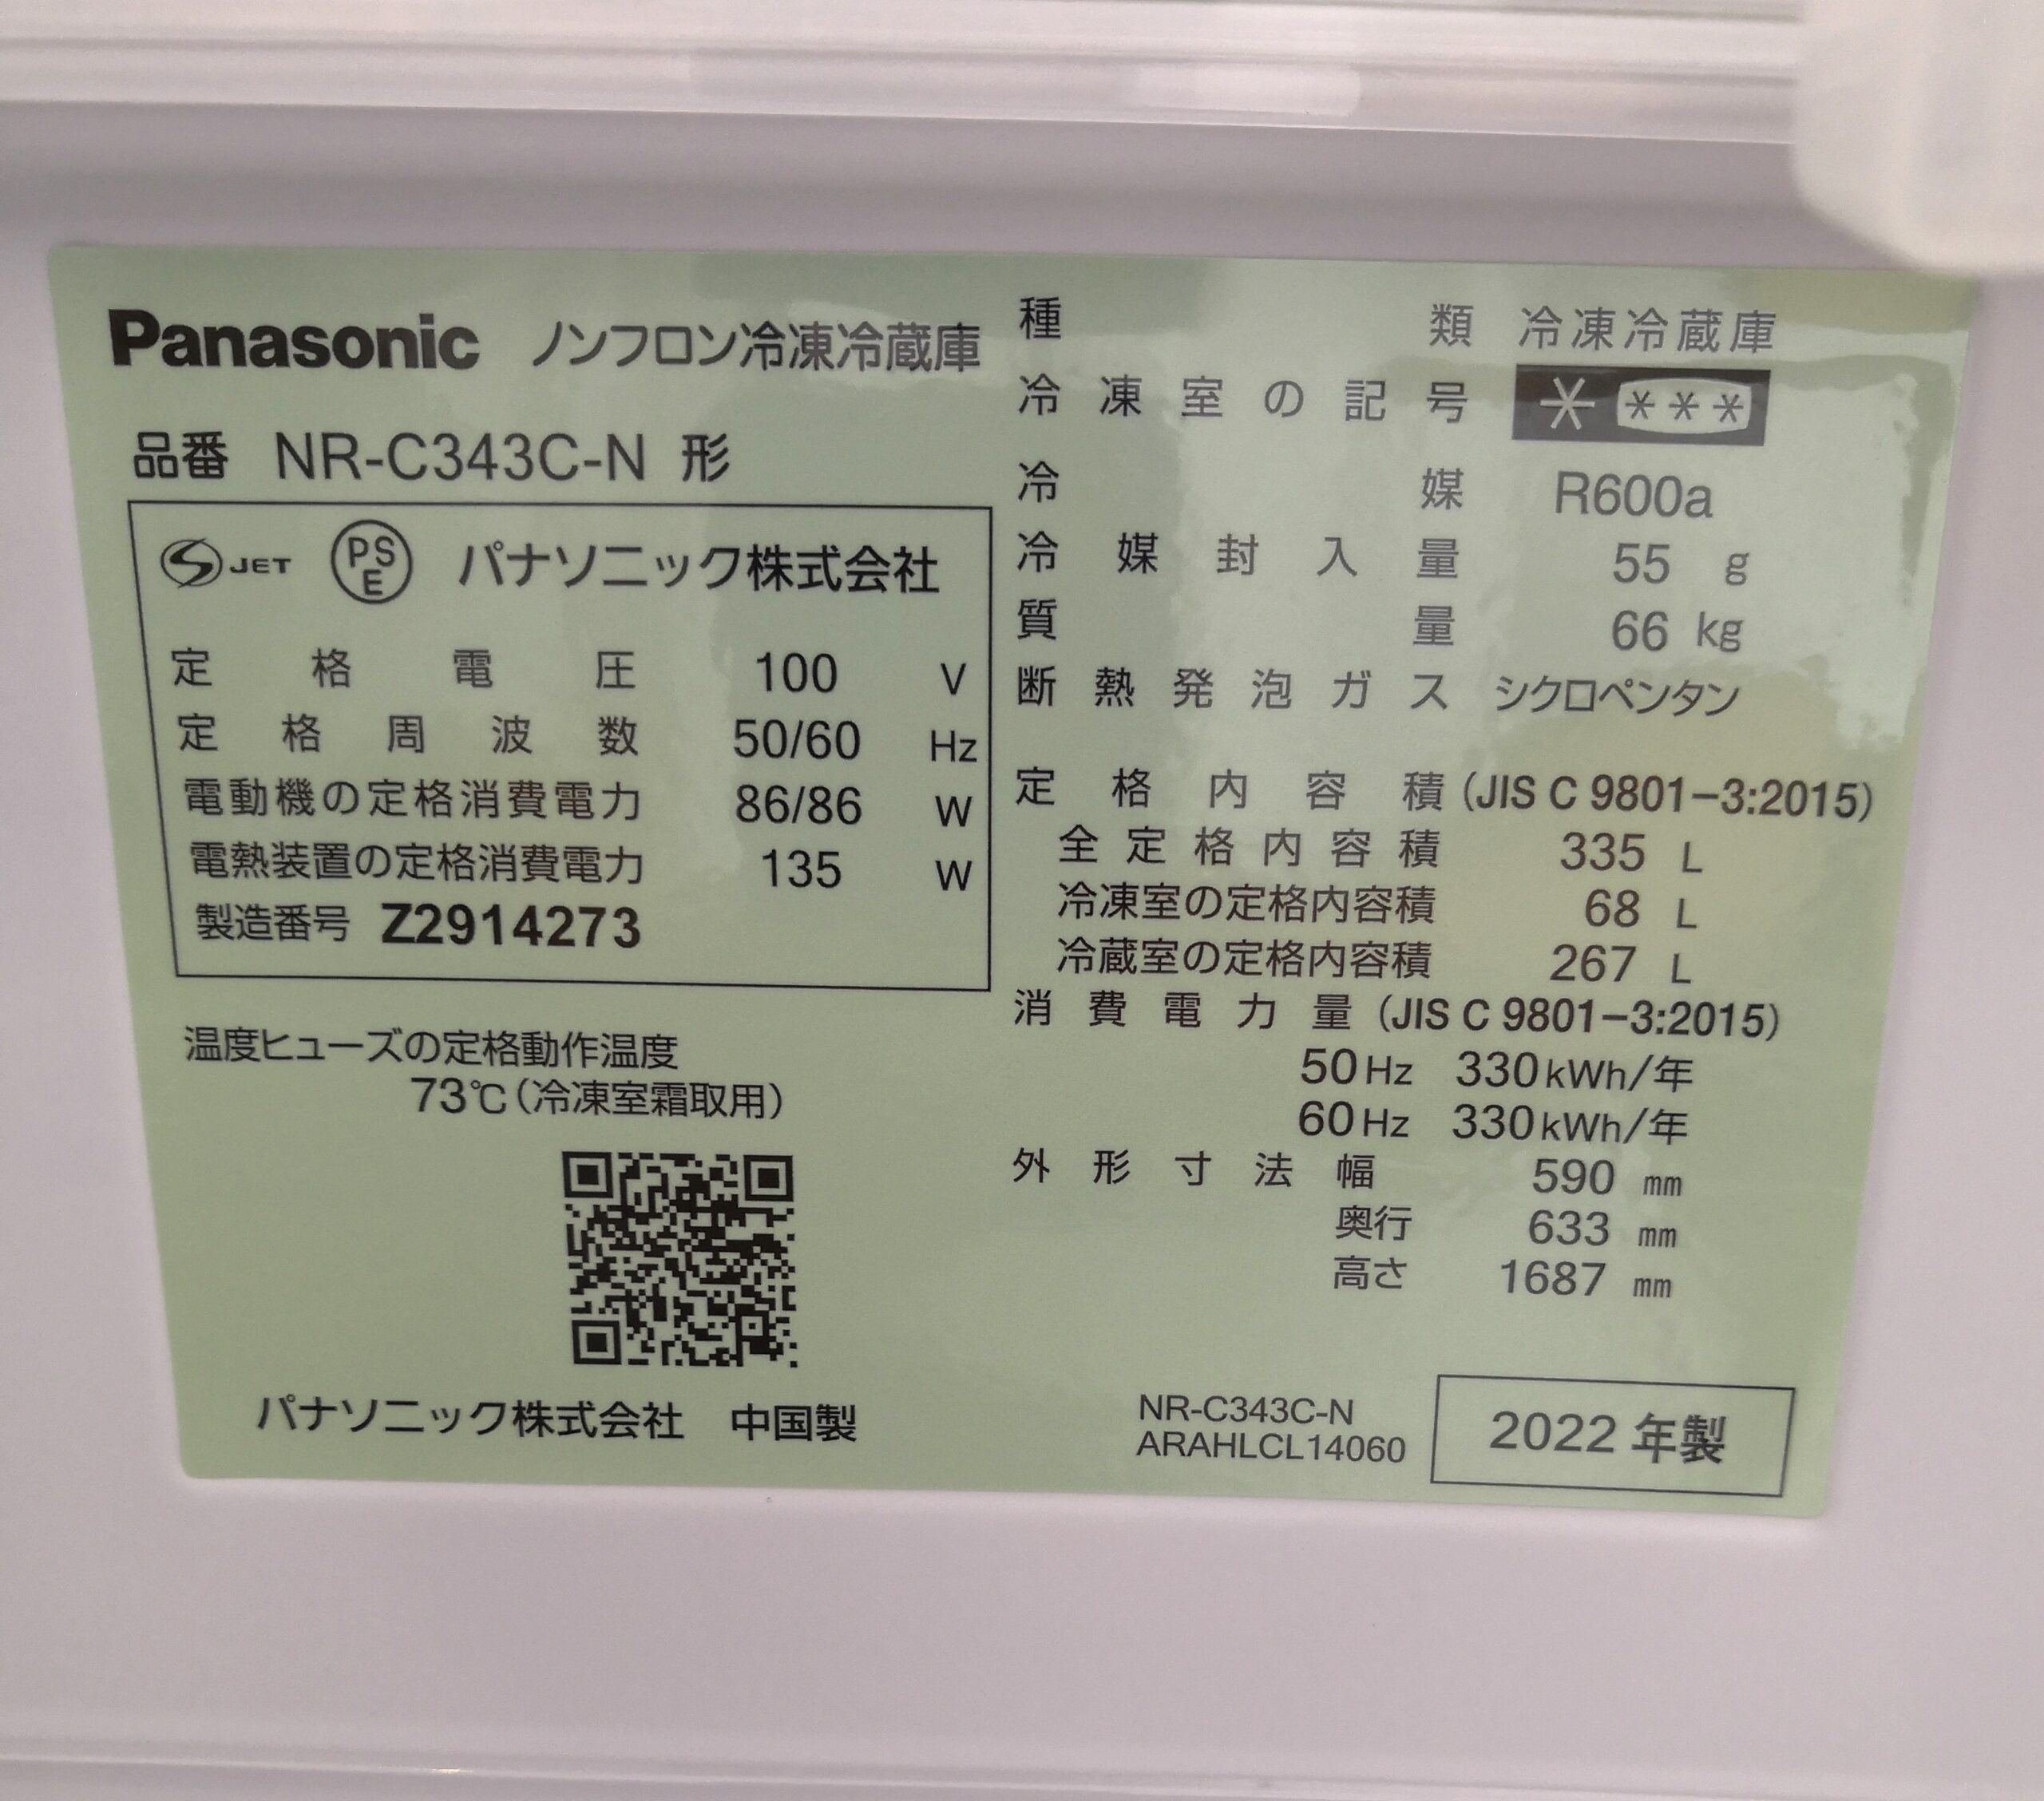 Panasonic ノンフロン冷凍冷蔵庫
品番 NR-C343C-N 形
S JET PSE パナソニック株式会社
定格電圧 100 V
定格周波数 50/60 Hz
電動機の定格消費電力 86/86 W
電熱装置の定格消費電力 135 W
製造番号 Z2914273
温度ヒューズの定格動作温度
73℃(冷凍室霜取用)
パナソニック株式会社 中国製
種類 冷凍冷蔵庫
冷凍室の記号 * ***
冷媒 R600a
冷媒封入量 55 g
質量 66 kg
断熱発泡ガス シクロペンタン
定格内容積(JIS C 9801-3:2015)
全定格内容積 335 L
冷凍室の定格内容積 68 L
冷蔵室の定格内容積 267 L
消費電力量(JIS C 9801-3:2015)
50Hz 330kWh/年
60Hz 330kWh/年
外形寸法幅 590 mm
奥行 633 mm
高さ 1687 mm
NR-C343C-N
ARAHLCL14060
2022 年製